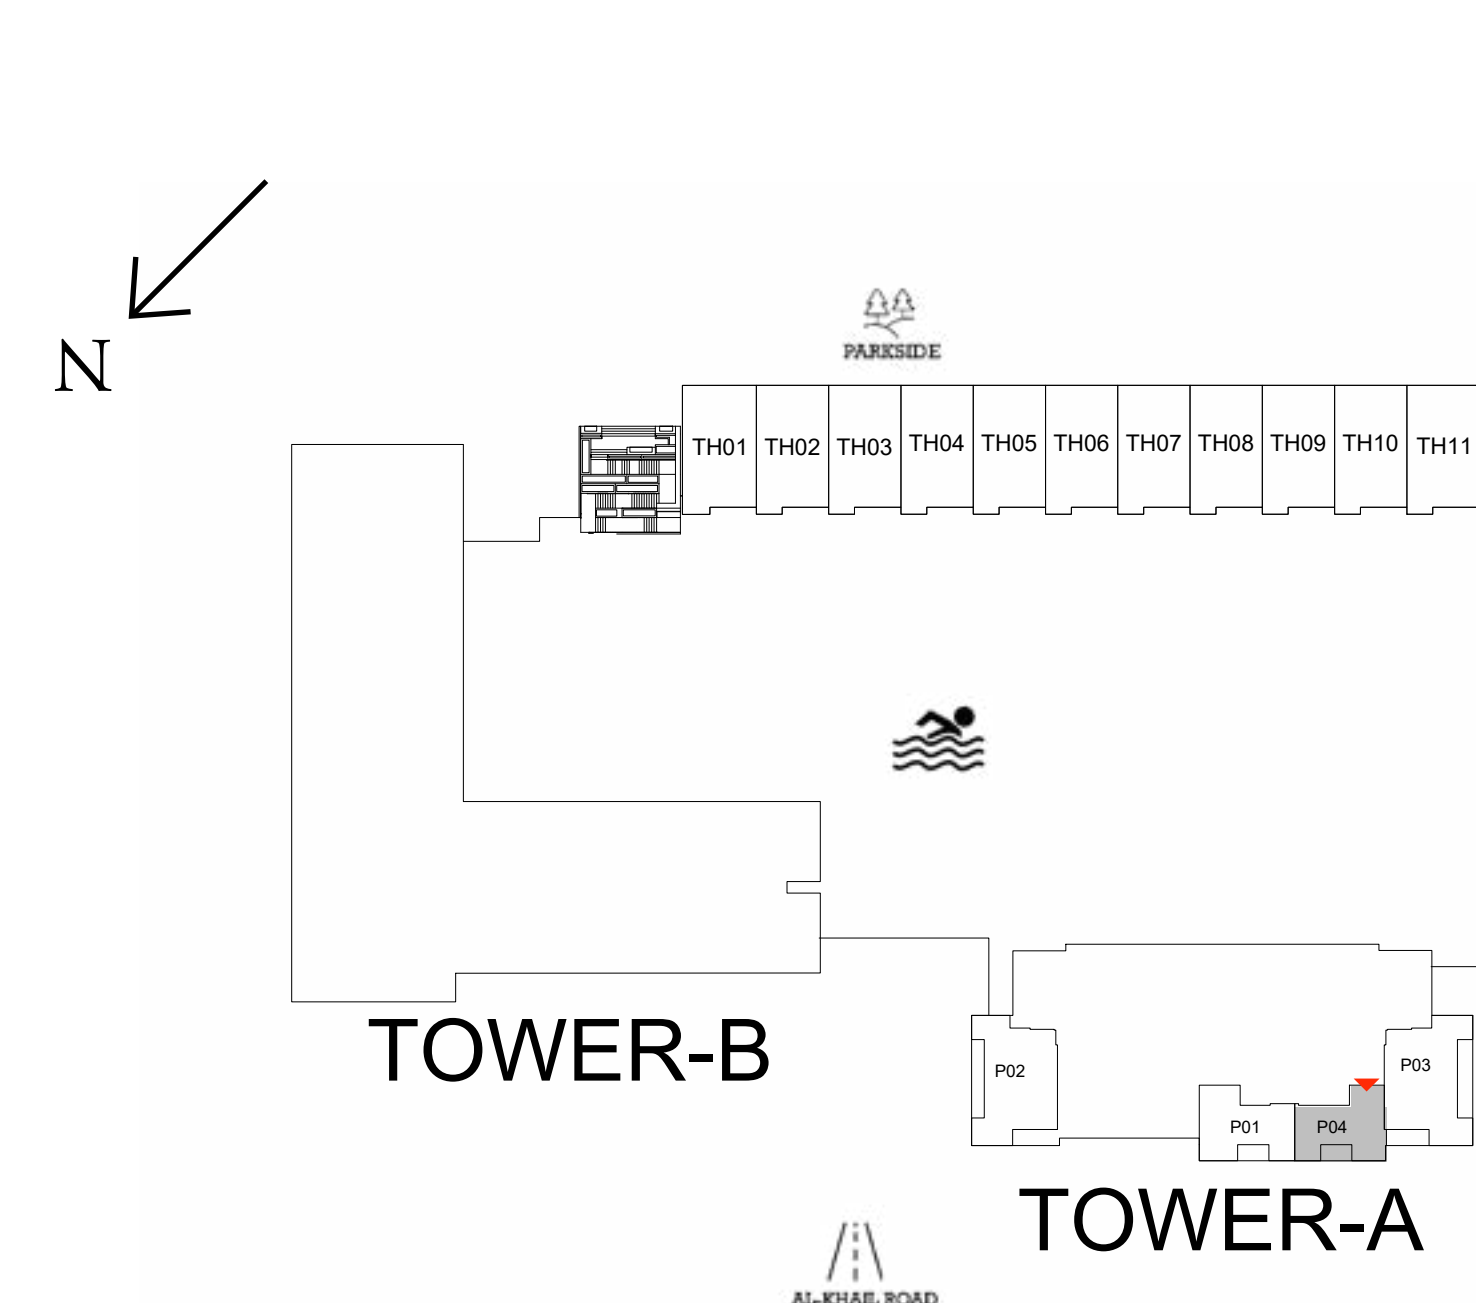 N
PARKSIDE
TH01 TH02 TH03 TH04 TH05 TH06 TH07 TH08 TH09 TH10 TH11
TOWER-B
P02 P03
P01 P04
TOWER-A
AL-KHAIL ROAD